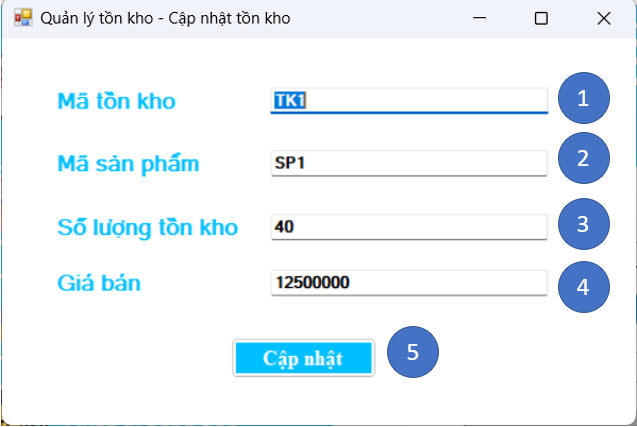 Quản lý tồn kho - Cập nhật tồn kho
Mã tồn kho TK1 1
Mã sản phẩm SP1 2
Số lượng tồn kho 40 3
Giá bán 12500000 4
Cập nhật 5